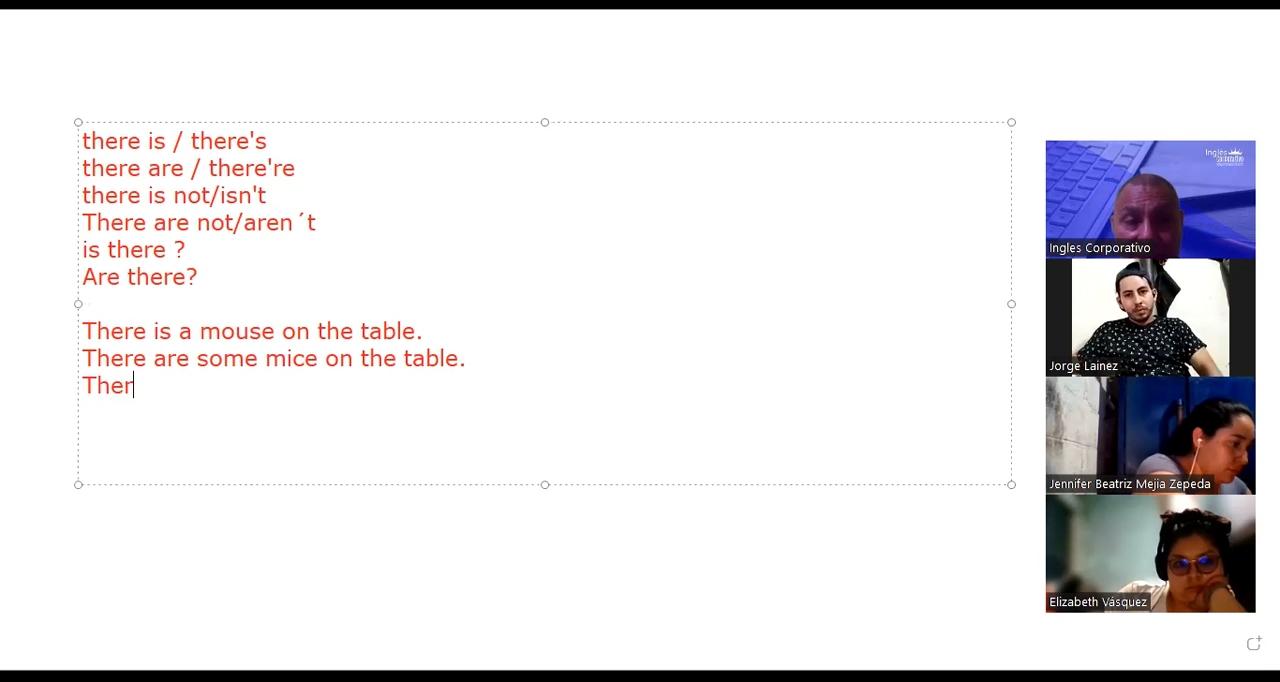 there is / there's
there are / there're
there is not/isn't
There are not/aren´t
is there ?
Are there?
There is a mouse on the table.
There are some mice on the table.
Ther
Ingles
Corporativo
Ingles Corporativo
Jorge Lainez
Jennifer Beatriz Mejia Zepeda
Elizabeth Vásquez